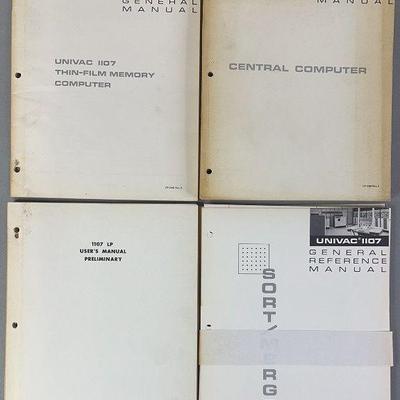 GENERAL
MANUAL
UNIVAC 1107
THIN-FILM MEMORY
COMPUTER
MANUAL
CENTRAL COMPUTER
1107 LP
USER'S MANUAL
PRELIMINARY
UNIVAC 1107
GENERAL
REFERENCE
MANUAL
SORT/MERG